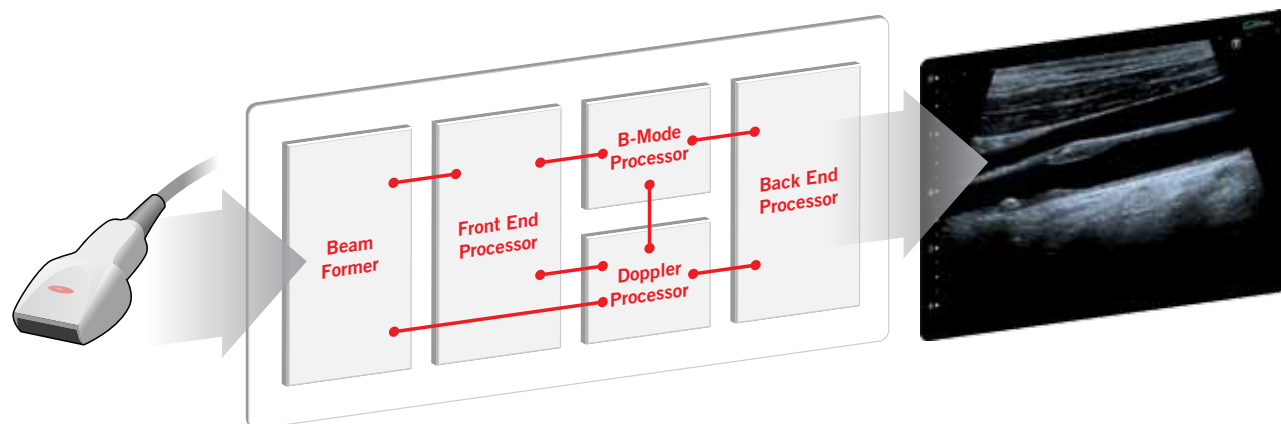 Beam
Former
Front End
Processor
B-Mode
Processor
Doppler
Processor
Back End
Processor